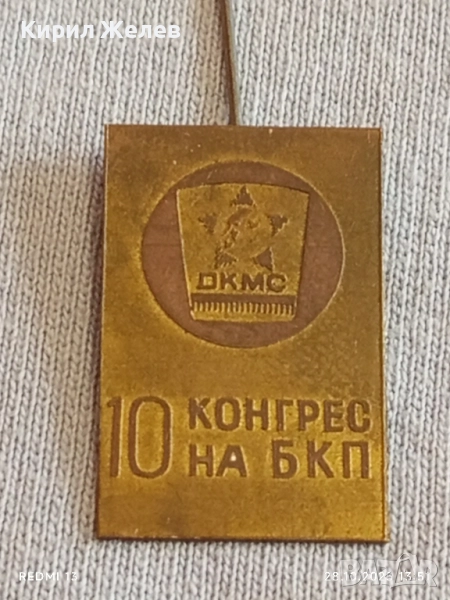 Кирил Желев
ДКМС
10 КОНГРЕС
НА БКП
REDMI 13